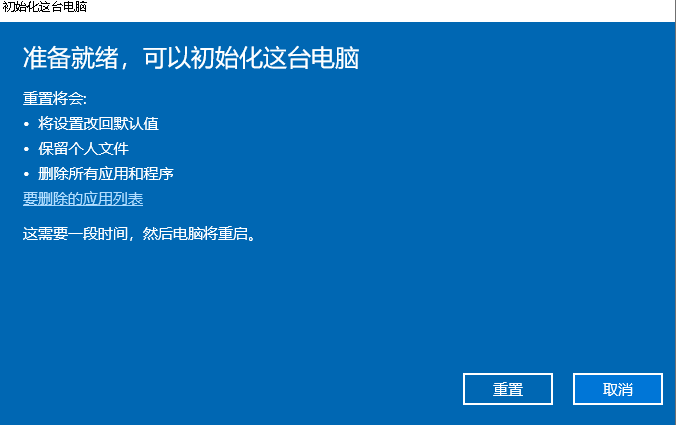 初始化这台电脑
准备就绪，可以初始化这台电脑
重置将会:
• 将设置改回默认值
• 保留个人文件
• 删除所有应用和程序
要删除的应用列表
这需要一段时间，然后电脑将重启。
重置
取消